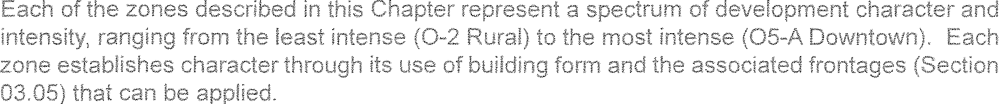 Each of the zones described in this Chapter represent a spectrum of development character and
intensity, ranging from the least intense (O-2 Rural) to the most intense (O5-A Downtown).  Each
zone establishes character through its use of building form and the associated frontages (Section
03.05) that can be applied.